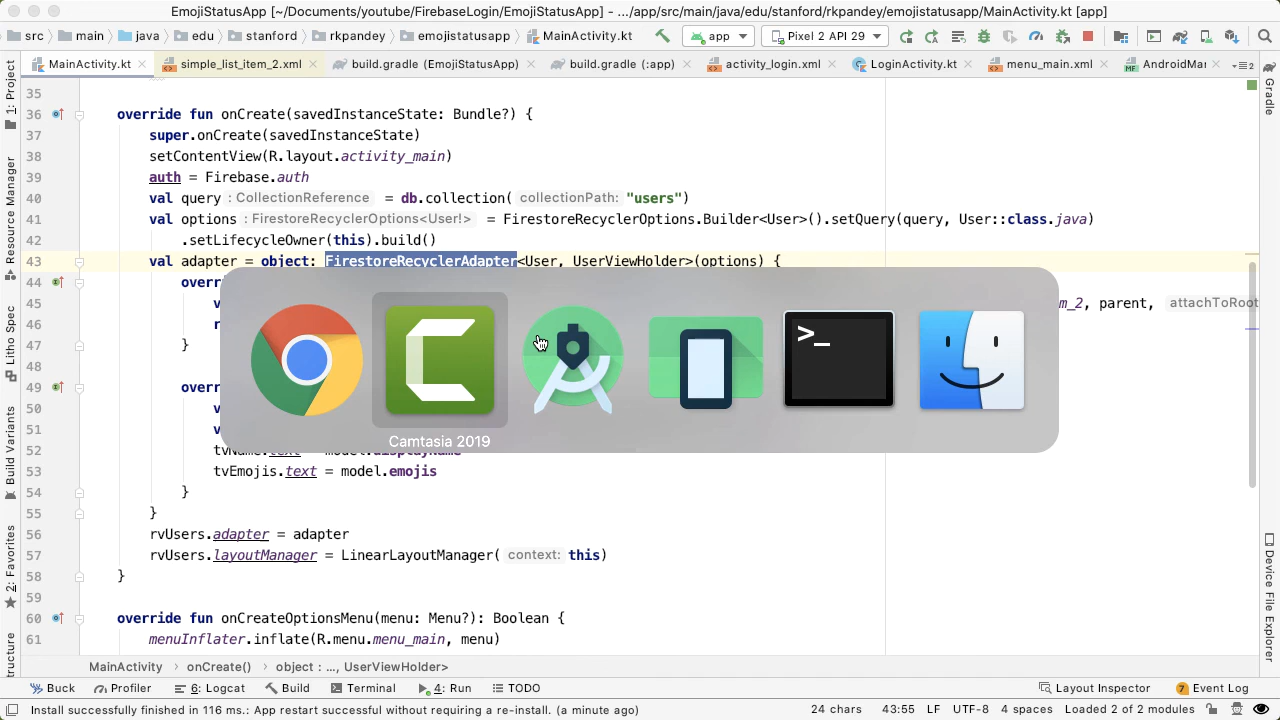 EmojiStatusApp [~/Documents/youtube/FirebaseLogin/EmojiStatusApp] - .../app/src/main/java/edu/stanford/rkpandey/emojistatusapp/MainActivity.kt [app]
src main java edu stanford rkpandey emojistatusapp MainActivity.kt app Pixel 2 API 29
MainActivity.kt simple_list_item_2.xml build.gradle (EmojiStatusApp) build.gradle (:app) activity_login.xml LoginActivity.kt menu_main.xml AndroidMa
1: Project
Resource Manager
Litho Spec
Build Variants
2: Favorites
35
36 override fun onCreate(savedInstanceState: Bundle?) {
37 super.onCreate(savedInstanceState)
38 setContentView(R.layout.activity_main)
39 auth = Firebase.auth
40 val query : CollectionReference = db.collection( collectionPath: "users")
41 val options : FirestoreRecyclerOptions<User!> = FirestoreRecyclerOptions.Builder<User>().setQuery(query, User::class.java)
42 .setLifecycleOwner(this).build()
43 val adapter = object: FirestoreRecyclerAdapter<User, UserViewHolder>(options) {
44 overr
45 v m_2, parent, attachToRoot
46 r
47 }
48
49 overr
50 v
51 v
52 tvName.text = model.displayName
53 tvEmojis.text = model.emojis
54 }
55 }
56 rvUsers.adapter = adapter
57 rvUsers.layoutManager = LinearLayoutManager( context: this)
58 }
59
60 override fun onCreateOptionsMenu(menu: Menu?): Boolean {
61 menuInflater.inflate(R.menu.menu_main, menu)
Camtasia 2019
>_
Gradle
Device File Explorer
MainActivity › onCreate() › object : ..., UserViewHolder>
Buck Profiler 6: Logcat Build Terminal 4: Run TODO Layout Inspector 7 Event Log
Install successfully finished in 116 ms.: App restart successful without requiring a re-install. (a minute ago) 24 chars 43:55 LF UTF-8 4 spaces Loaded 2 of 2 modules